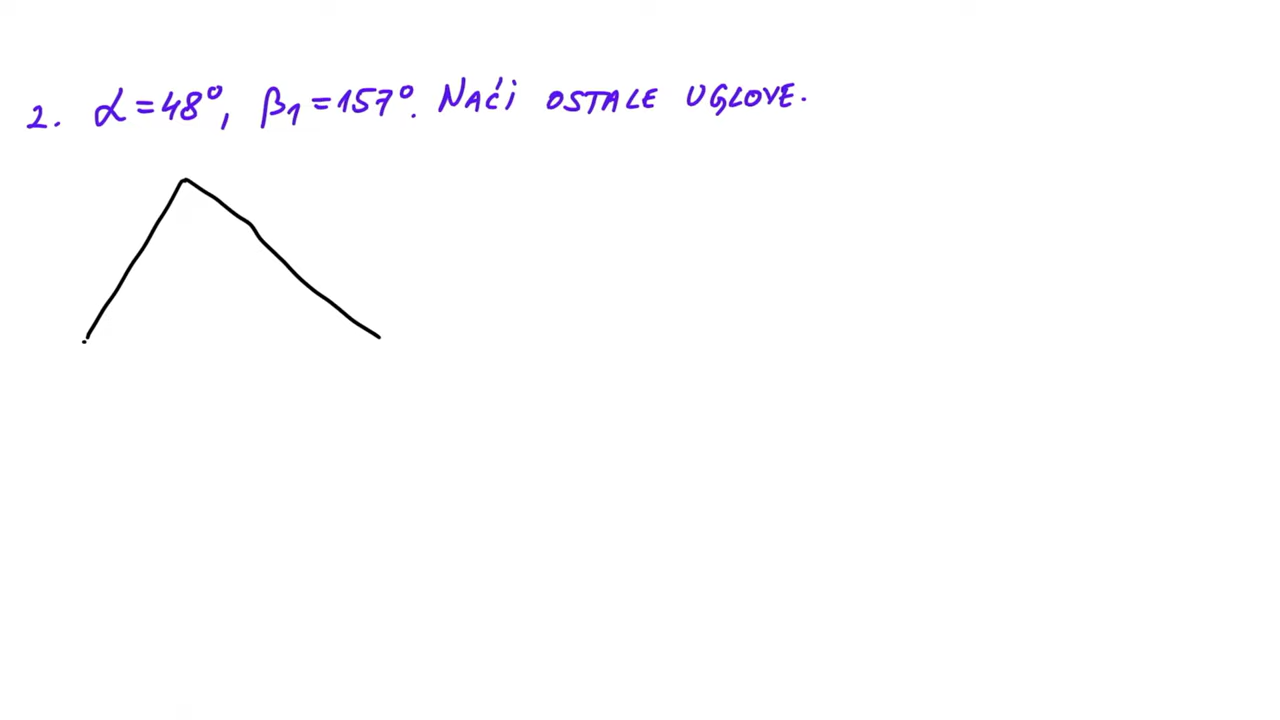 2. α = 48°, β₁ = 157°. NAĆI OSTALE UGLOVE.